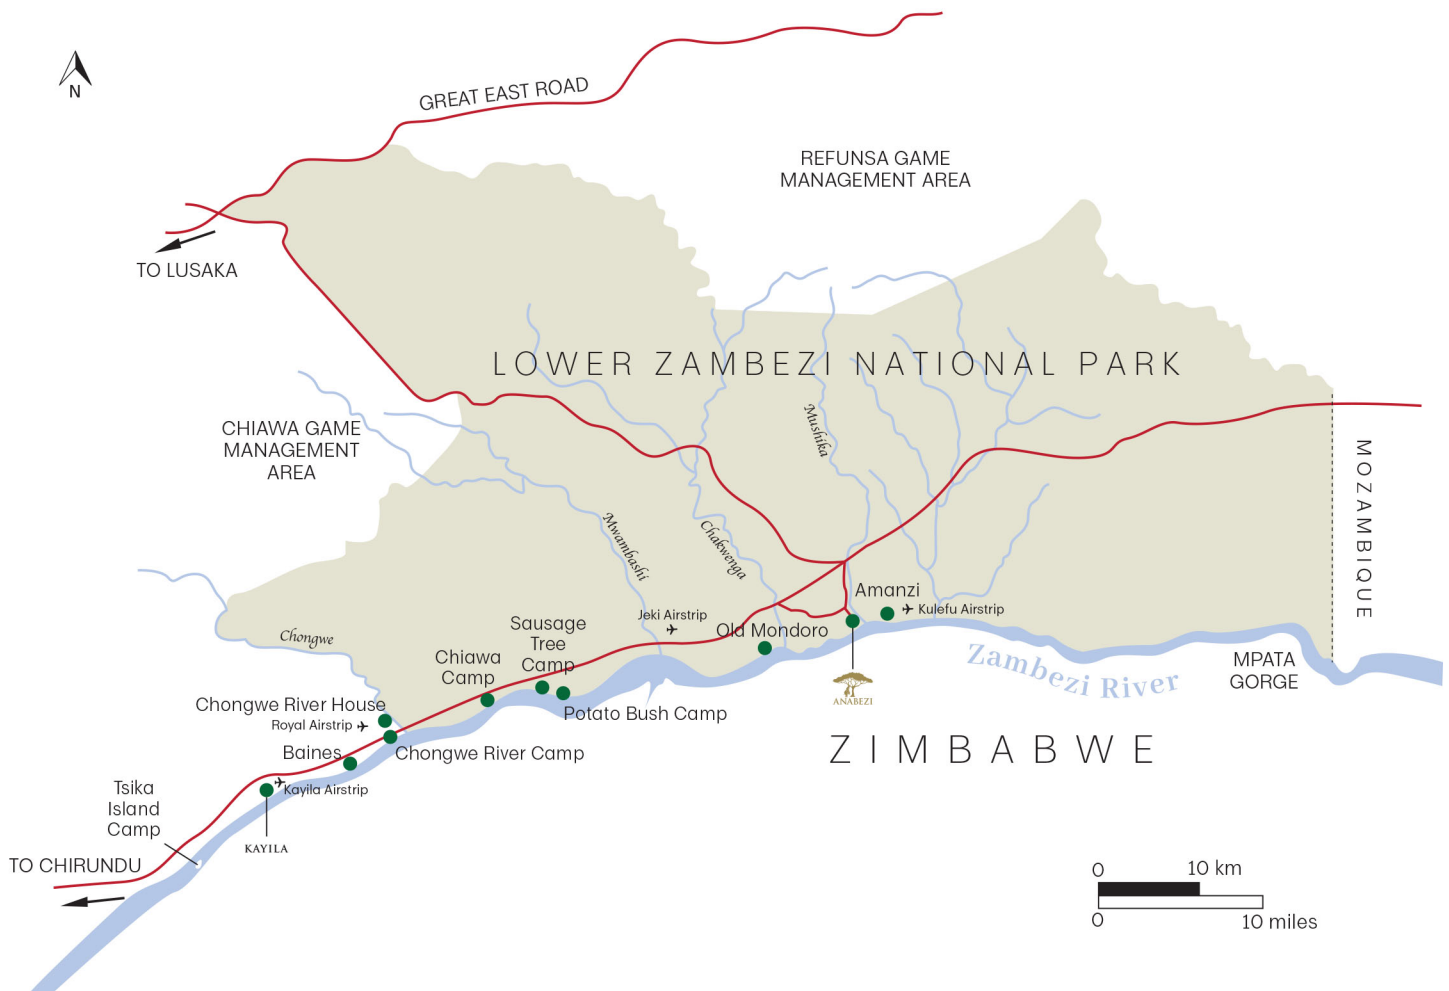 GREAT EAST ROAD
N
REFUNSA GAME
MANAGEMENT AREA
TO LUSAKA
LOWER ZAMBEZI NATIONAL PARK
CHIAWA GAME
MANAGEMENT
AREA
Mushika
MOZAMBIQUE
Mwambashi
Chakwenga
Amanzi
Kulefu Airstrip
Jeki Airstrip
Sausage
Tree
Camp
Old Mondoro
Chongwe
Chiawa
Camp
Zambezi River
MPATA
GORGE
ANABEZI
Chongwe River House
Potato Bush Camp
Royal Airstrip
ZIMBABWE
Baines
Chongwe River Camp
Kayila Airstrip
Tsika
Island
Camp
KAYILA
TO CHIRUNDU
0 10 km
0 10 miles